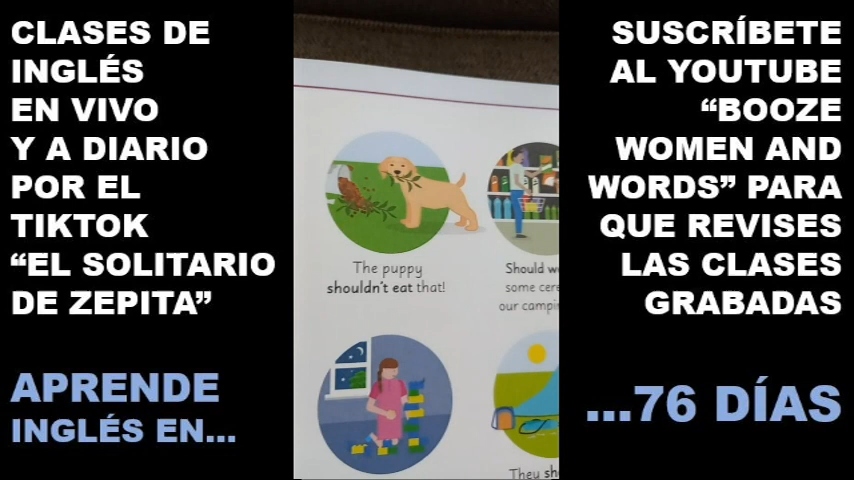 CLASES DE
INGLÉS
EN VIVO
Y A DIARIO
POR EL
TIKTOK
“EL SOLITARIO
DE ZEPITA”
APRENDE
INGLÉS EN...
The puppy
shouldn't eat that!
Should
some
our
They
SUSCRÍBETE
AL YOUTUBE
“BOOZE
WOMEN AND
WORDS” PARA
QUE REVISES
LAS CLASES
GRABADAS
...76 DÍAS